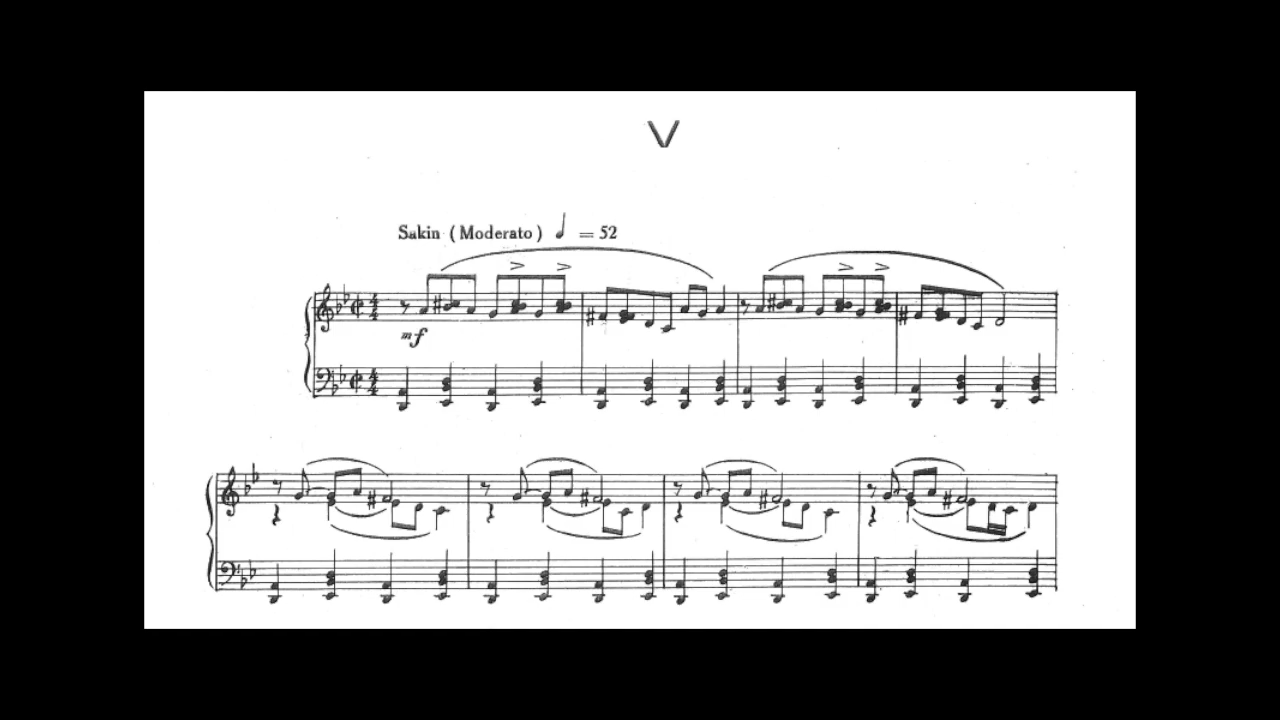 V
Sakin (Moderato) ♩ = 52
mf